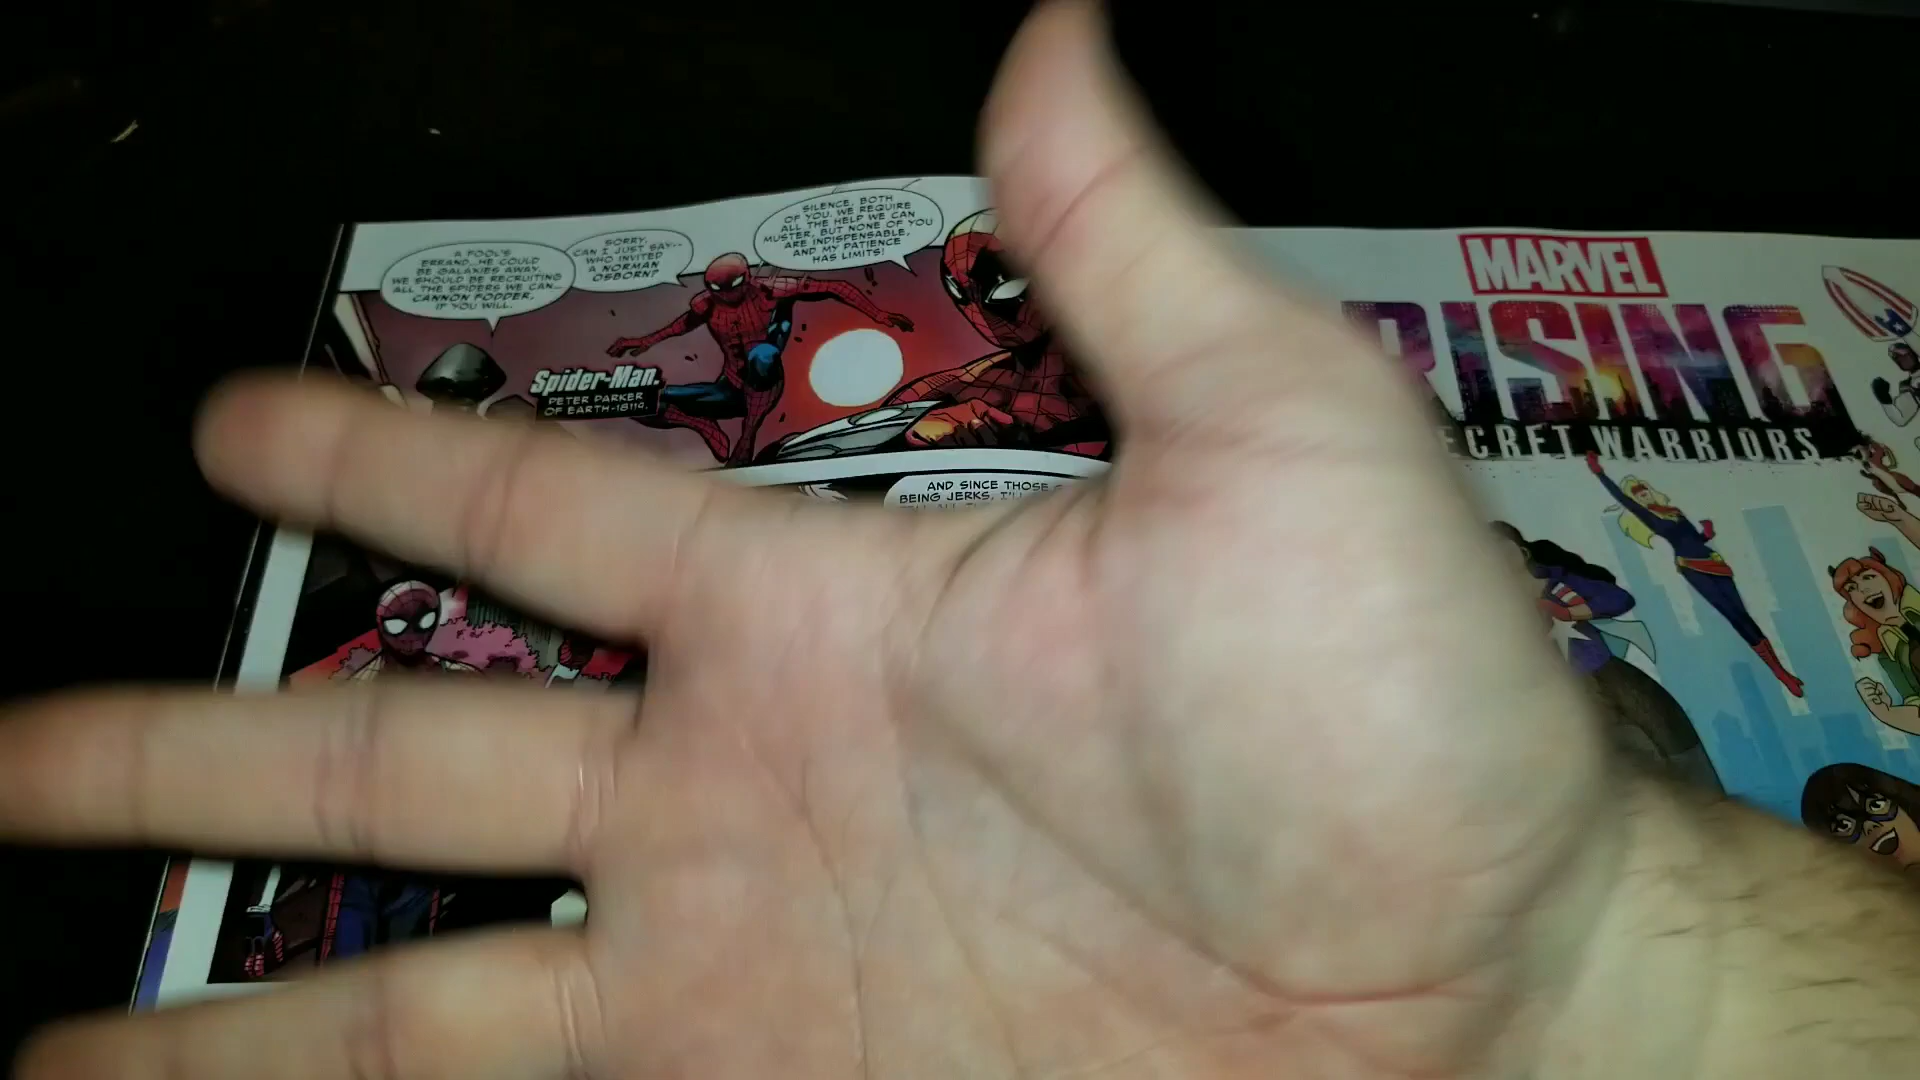 A FOOL'S
ERRAND...HE COULD
BE GALAXIES AWAY.
WE SHOULD BE RECRUITING
ALL THE SPIDERS WE CAN...
CANNON FODDER,
IF YOU WILL.
SORRY,
CAN I JUST SAY--
WHO INVITED
A NORMAN
OSBORN?
SILENCE, BOTH
OF YOU. WE REQUIRE
ALL THE HELP WE CAN
MUSTER, BUT NONE OF YOU
ARE INDISPENSABLE,
AND MY PATIENCE
HAS LIMITS!
Spider-Man.
PETER PARKER
OF EARTH-18119.
AND SINCE THOSE
BEING JERKS, I'LL
MARVEL
RISING
ECRET WARRIORS